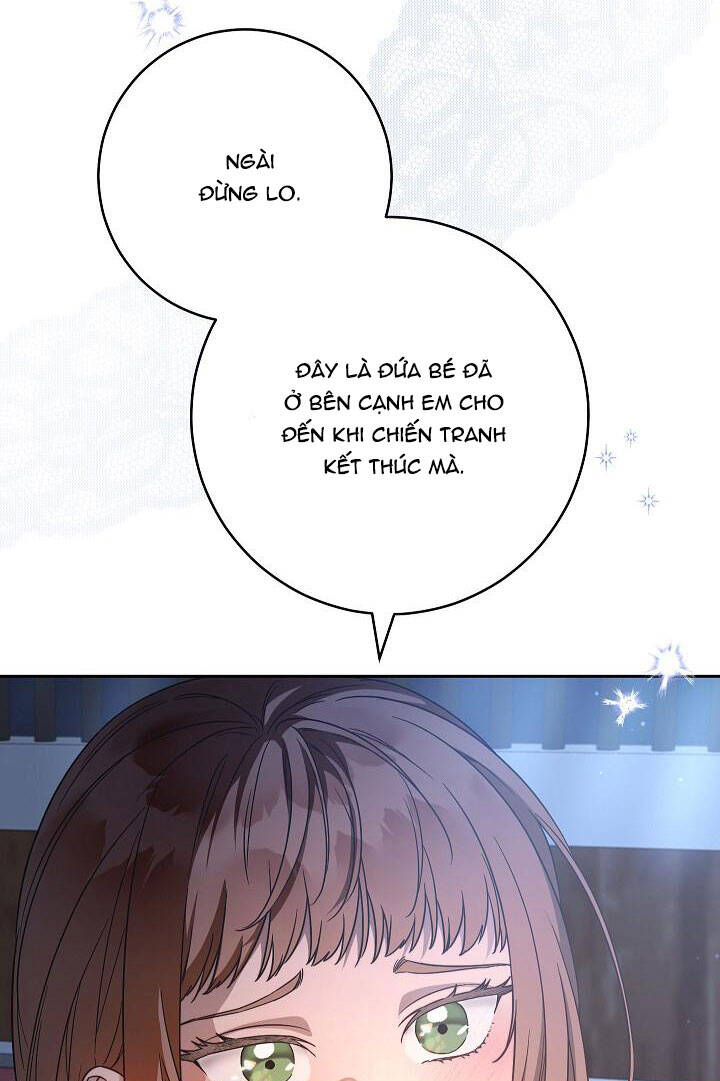 NGÀI
ĐỪNG LO.
ĐÂY LÀ ĐỨA BÉ ĐÃ
Ở BÊN CẠNH EM CHO
ĐẾN KHI CHIẾN TRANH
KẾT THÚC MÀ.